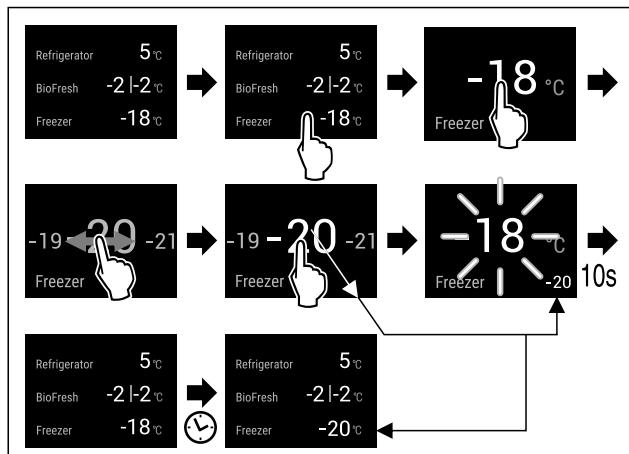 Refrigerator 5 °C
BioFresh -2|-2 °C
Freezer -18 °C
Refrigerator 5 °C
BioFresh -2|-2 °C
Freezer -18 °C
-18 °C
Freezer
-19 -20 -21
Freezer
-19 -20 -21
Freezer
-18 °C
Freezer -20
10s
Refrigerator 5 °C
BioFresh -2|-2 °C
Freezer -18 °C
Refrigerator 5 °C
BioFresh -2|-2 °C
Freezer -20 °C